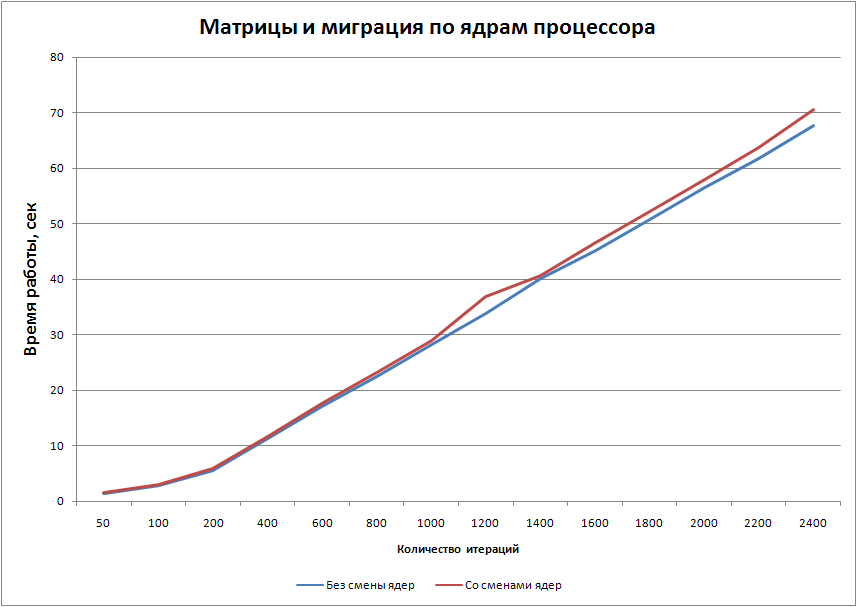 Матрицы и миграция по ядрам процессора
Время работы, сек
80
70
60
50
40
30
20
10
0
50 100 200 400 600 800 1000 1200 1400 1600 1800 2000 2200 2400
Количество итераций
Без смены ядер Со сменами ядер